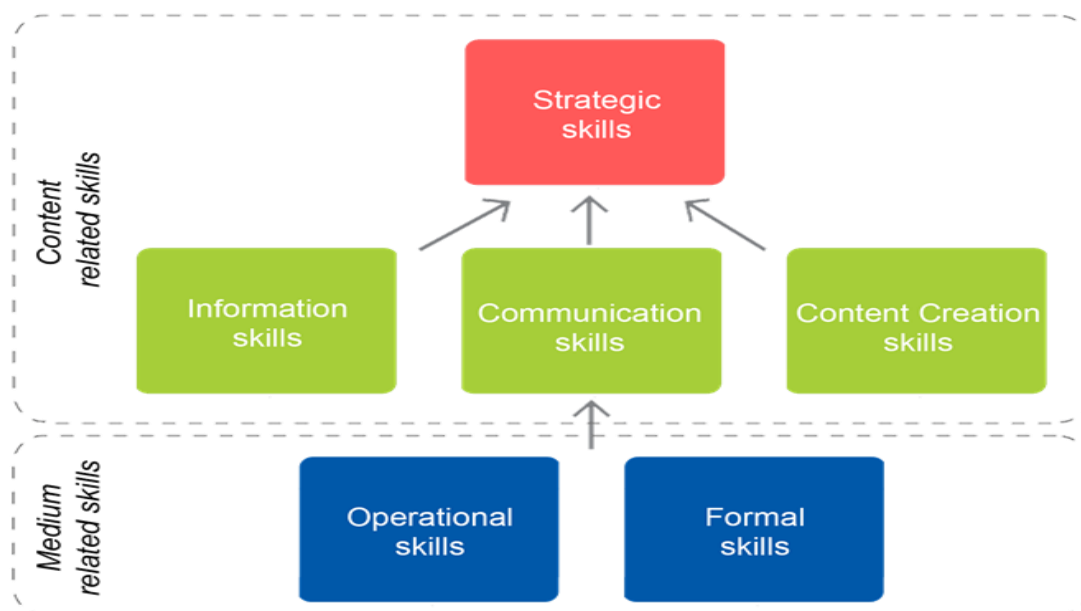 Strategic
skills
Content
related skills
Information
skills
Communication
skills
Content Creation
skills
Medium
related skills
Operational
skills
Formal
skills